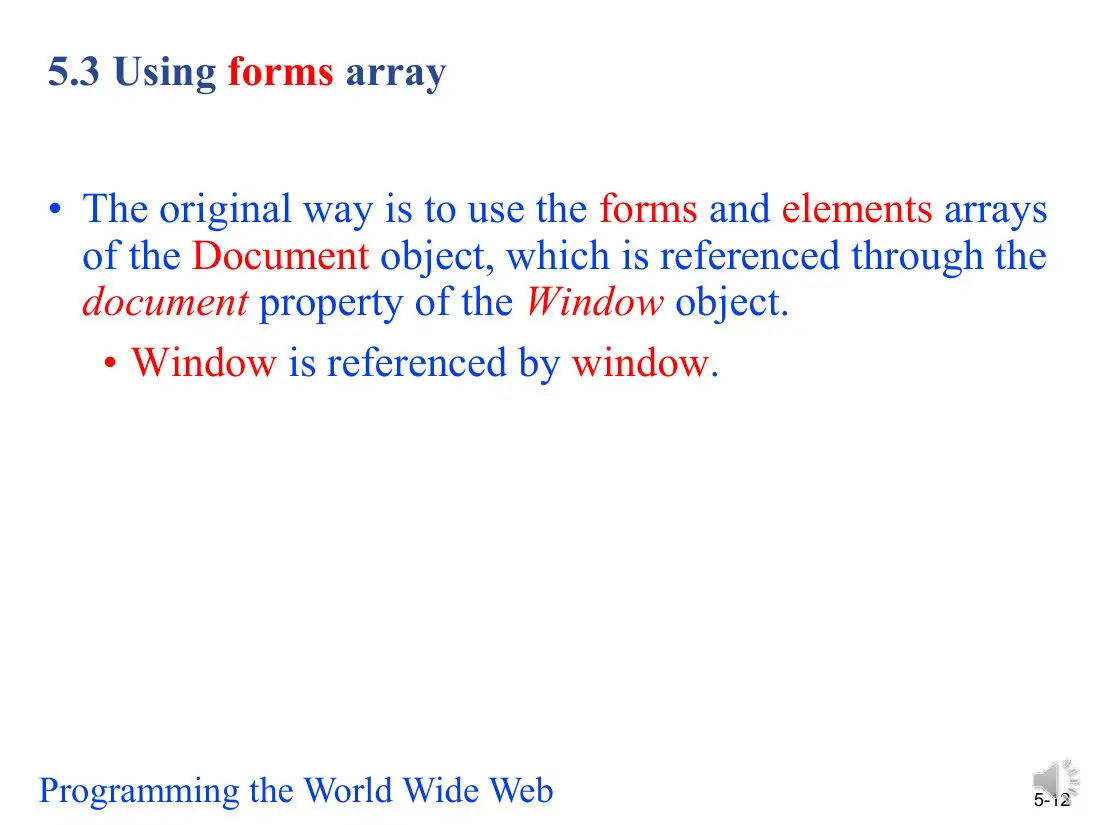 5.3 Using forms array
• The original way is to use the forms and elements arrays
of the Document object, which is referenced through the
document property of the Window object.
• Window is referenced by window.
Programming the World Wide Web
5-12